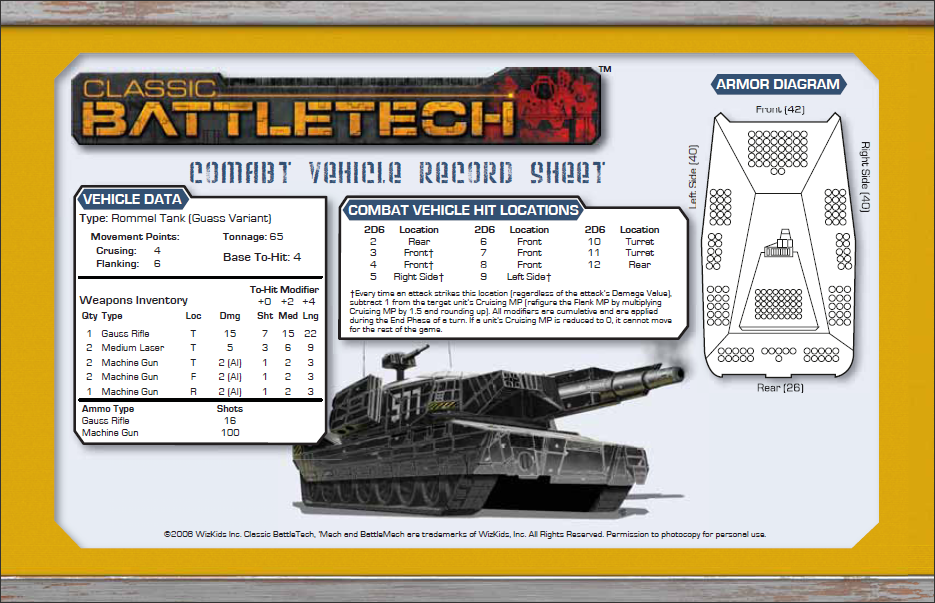 CLASSIC
BATTLETECH™
COMABT VEHICLE RECORD SHEET
VEHICLE DATA
Type: Rommel Tank (Guass Variant)
Movement Points: Tonnage: 65
Crusing: 4
Flanking: 6
Base To-Hit: 4
To-Hit Modifier
Weapons Inventory +0 +2 +4
Qty Type Loc Dmg Sht Med Lng
1 Gauss Rifle T 15 7 15 22
2 Medium Laser T 5 3 6 9
2 Machine Gun T 2 (AI) 1 2 3
2 Machine Gun F 2 (AI) 1 2 3
1 Machine Gun R 2 (AI) 1 2 3
Ammo Type Shots
Gauss Rifle 16
Machine Gun 100
COMBAT VEHICLE HIT LOCATIONS
2D6 Location 2D6 Location 2D6 Location
2 Rear 6 Front 10 Turret
3 Front† 7 Front 11 Turret
4 Front† 8 Front 12 Rear
5 Right Side† 9 Left Side†
†Every time an attack strikes this location (regardless of the attack's Damage Value),
subtract 1 from the target unit's Cruising MP (refigure the Flank MP by multiplying
Cruising MP by 1.5 and rounding up). All modifiers are cumulative and are applied
during the End Phase of a turn. If a unit's Cruising MP is reduced to 0, it cannot move
for the rest of the game.
ARMOR DIAGRAM
Front (42)
Left Side (40)
Right Side (40)
Rear (26)
©2006 WizKids Inc. Classic BattleTech, 'Mech and BattleMech are trademarks of WizKids, Inc. All Rights Reserved. Permission to photocopy for personal use.